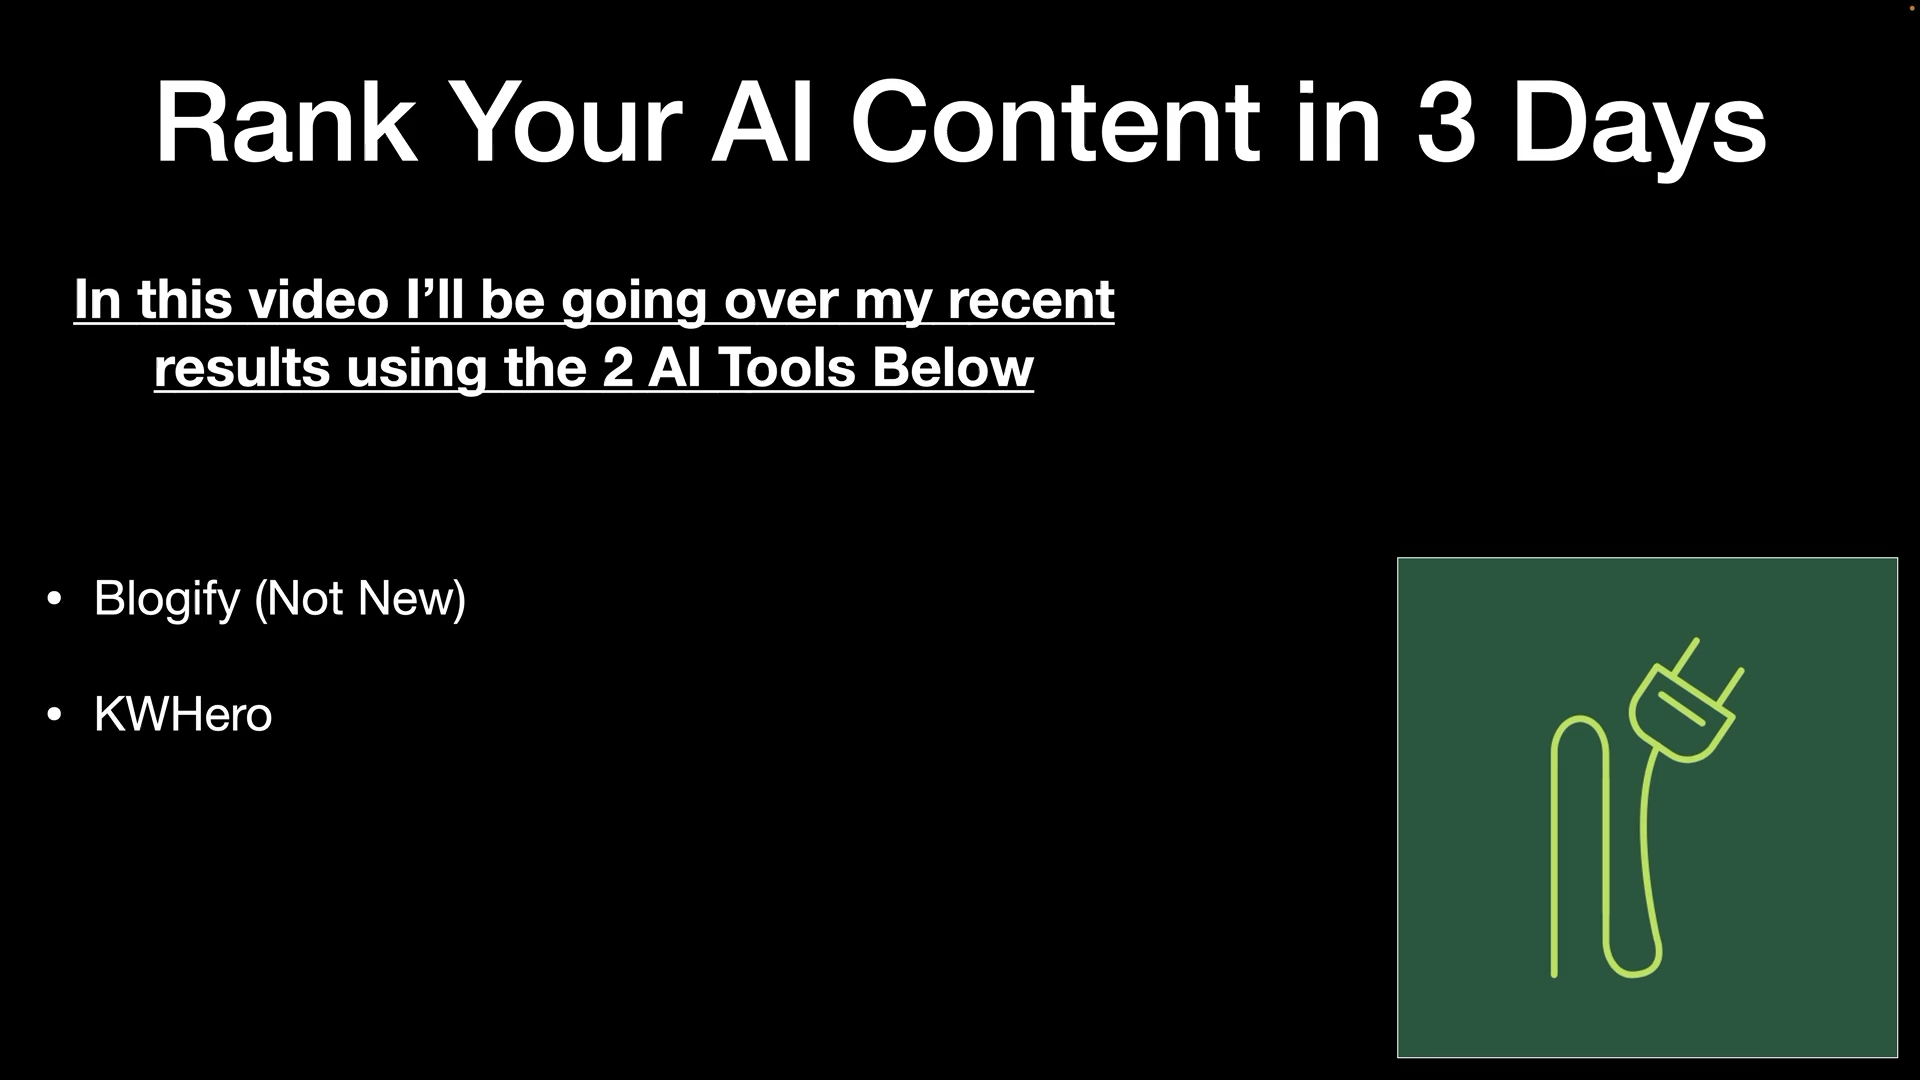 Rank Your AI Content in 3 Days
In this video I’ll be going over my recent
results using the 2 AI Tools Below
• Blogify (Not New)
• KWHero